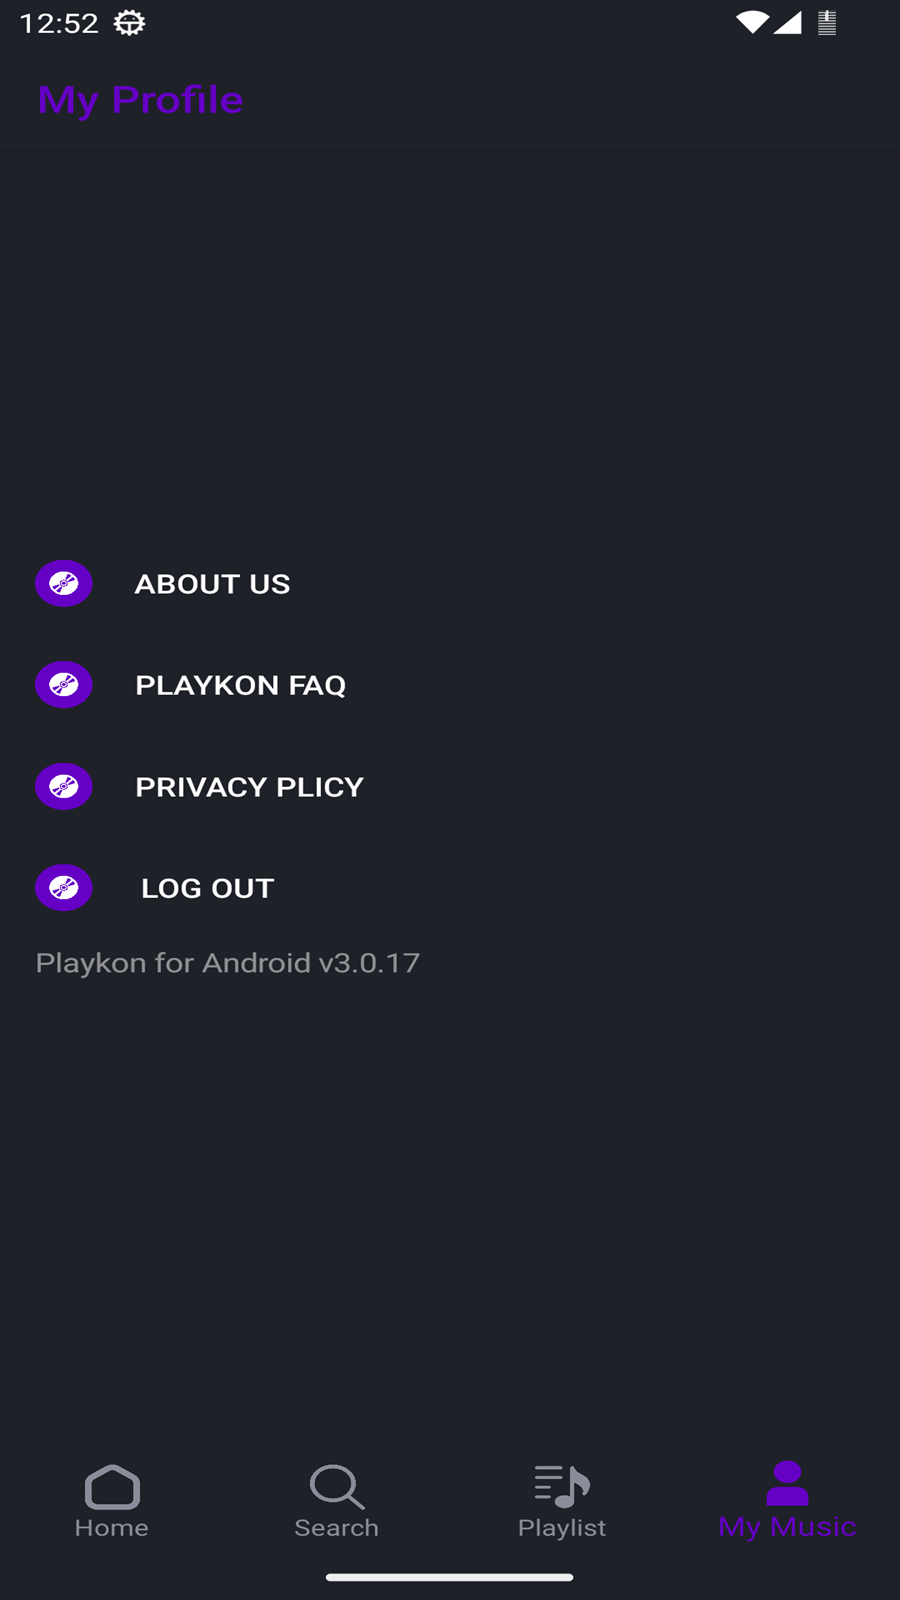 12:52
My Profile
ABOUT US
PLAYKON FAQ
PRIVACY PLICY
LOG OUT
Playkon for Android v3.0.17
Home
Search
Playlist
My Music